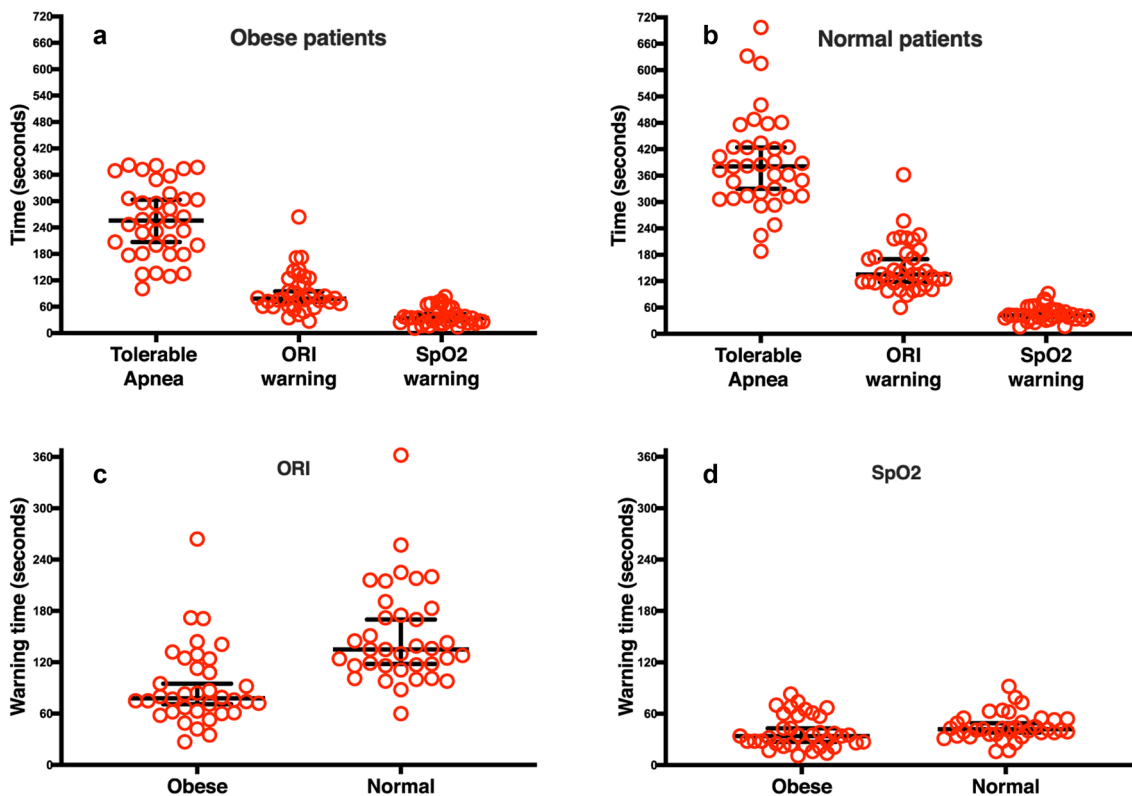 a
Obese patients
Time (seconds)
720
660
600
540
480
420
360
300
240
180
120
60
0
Tolerable
Apnea
ORI
warning
SpO2
warning
b
Normal patients
Time (seconds)
720
660
600
540
480
420
360
300
240
180
120
60
0
Tolerable
Apnea
ORI
warning
SpO2
warning
c
ORI
Warning time (seconds)
360
300
240
180
120
60
0
Obese
Normal
d
SpO2
Warning time (seconds)
360
300
240
180
120
60
0
Obese
Normal